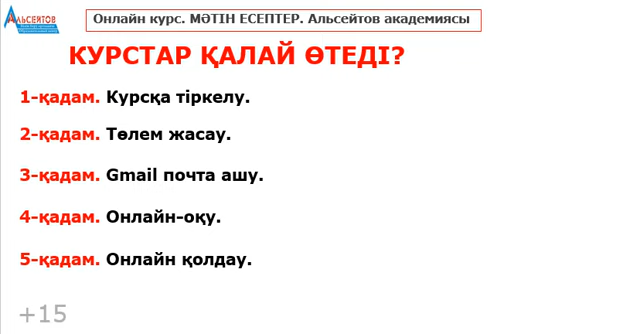 АЛЬСЕЙТОВ
Онлайн курс. МӘТІН ЕСЕПТЕР. Альсейтов академиясы
КУРСТАР ҚАЛАЙ ӨТЕДІ?
1-қадам. Курсқа тіркелу.
2-қадам. Төлем жасау.
3-қадам. Gmail почта ашу.
4-қадам. Онлайн-оқу.
5-қадам. Онлайн қолдау.
+15